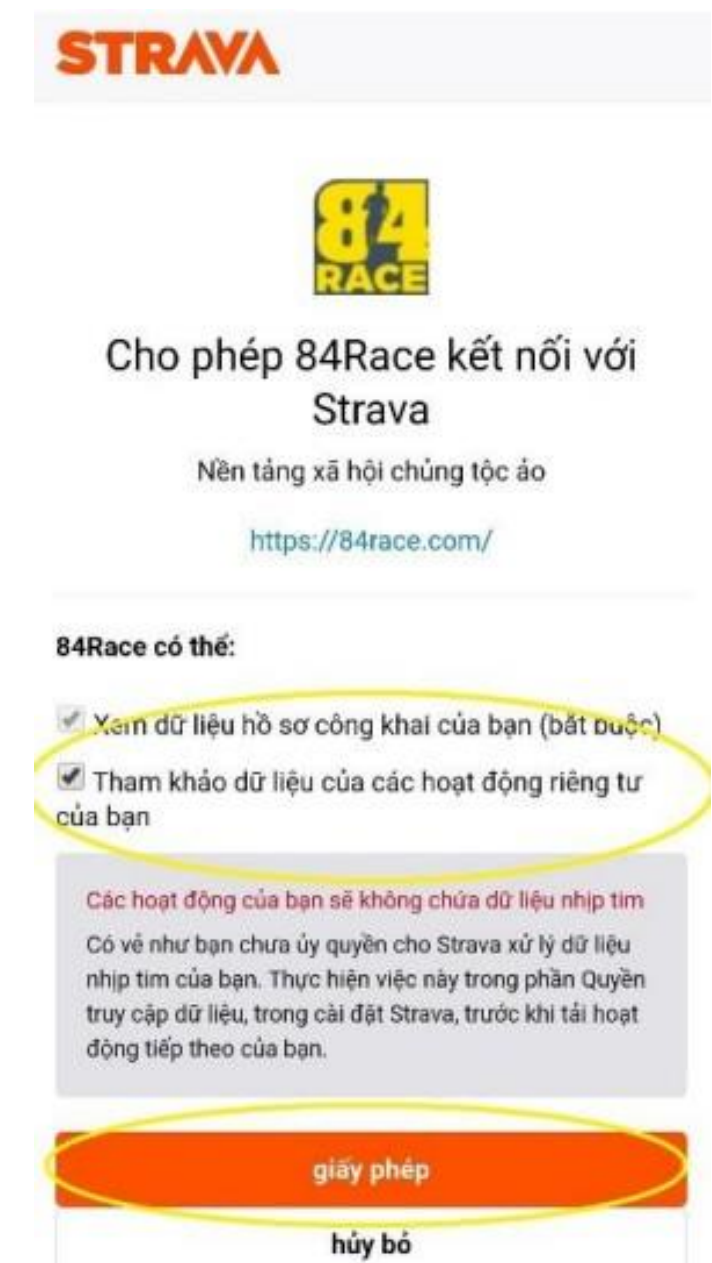 STRAVA
84
RACE
Cho phép 84Race kết nối với
Strava
Nền tảng xã hội chủng tộc ảo
https://84race.com/
84Race có thể:
Xem dữ liệu hồ sơ công khai của bạn (bắt buộc)
Tham khảo dữ liệu của các hoạt động riêng tư
của bạn
Các hoạt động của bạn sẽ không chứa dữ liệu nhịp tim
Có vẻ như bạn chưa ủy quyền cho Strava xử lý dữ liệu
nhịp tim của bạn. Thực hiện việc này trong phần Quyền
truy cập dữ liệu, trong cài đặt Strava, trước khi tải hoạt
động tiếp theo của bạn.
giấy phép
hủy bỏ